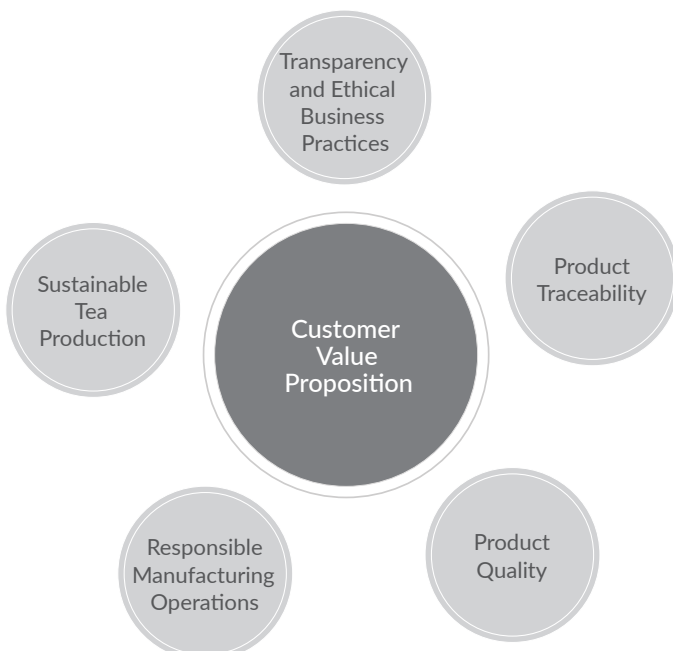 Transparency
and Ethical
Business
Practices
Product
Traceability
Sustainable
Tea
Production
Customer
Value
Proposition
Product
Quality
Responsible
Manufacturing
Operations